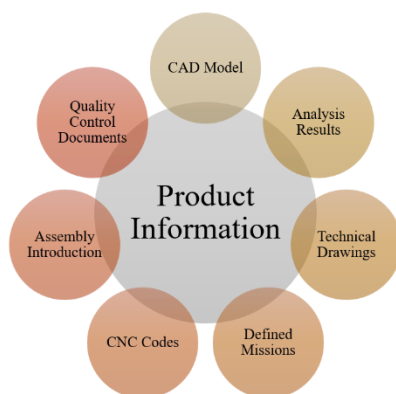 CAD Model
Analysis
Results
Technical
Drawings
Defined
Missions
CNC Codes
Assembly
Introduction
Quality
Control
Documents
Product
Information